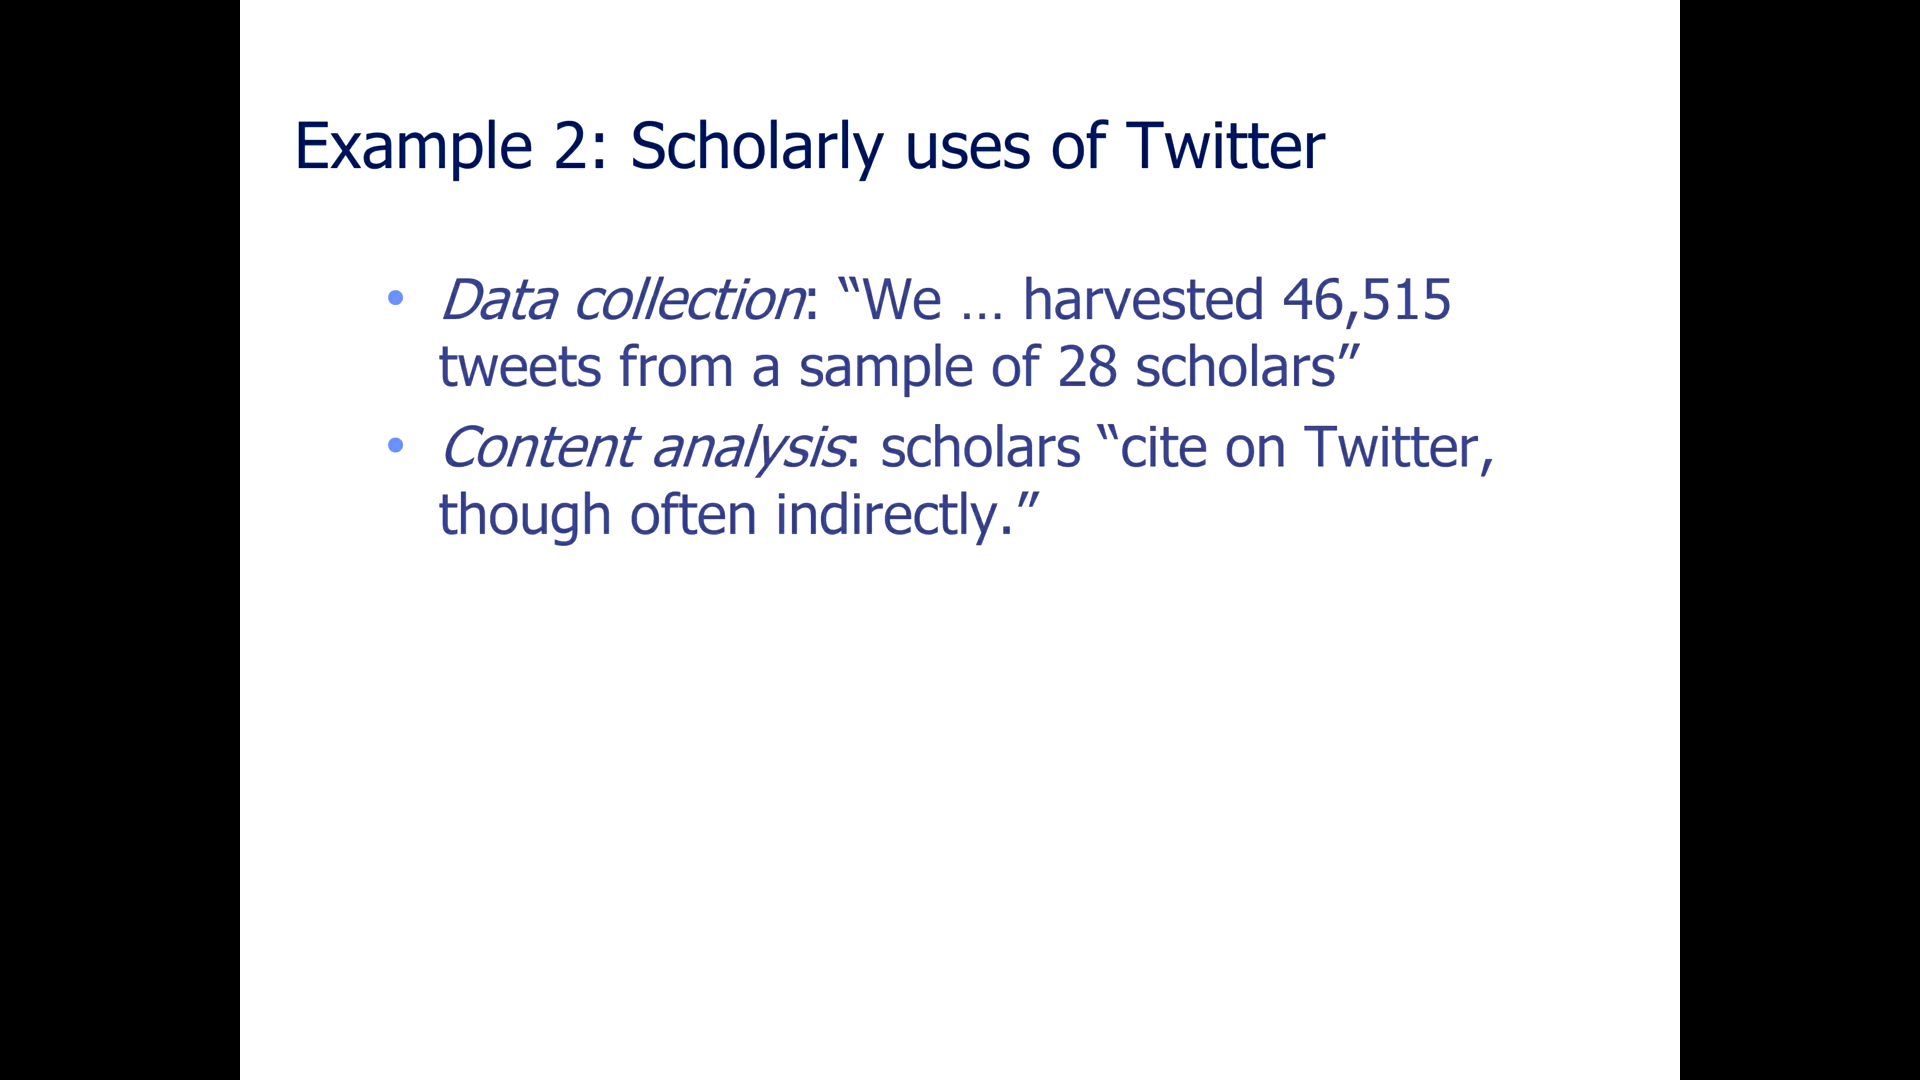 Example 2: Scholarly uses of Twitter
• Data collection: “We … harvested 46,515
tweets from a sample of 28 scholars”
• Content analysis: scholars “cite on Twitter,
though often indirectly.”